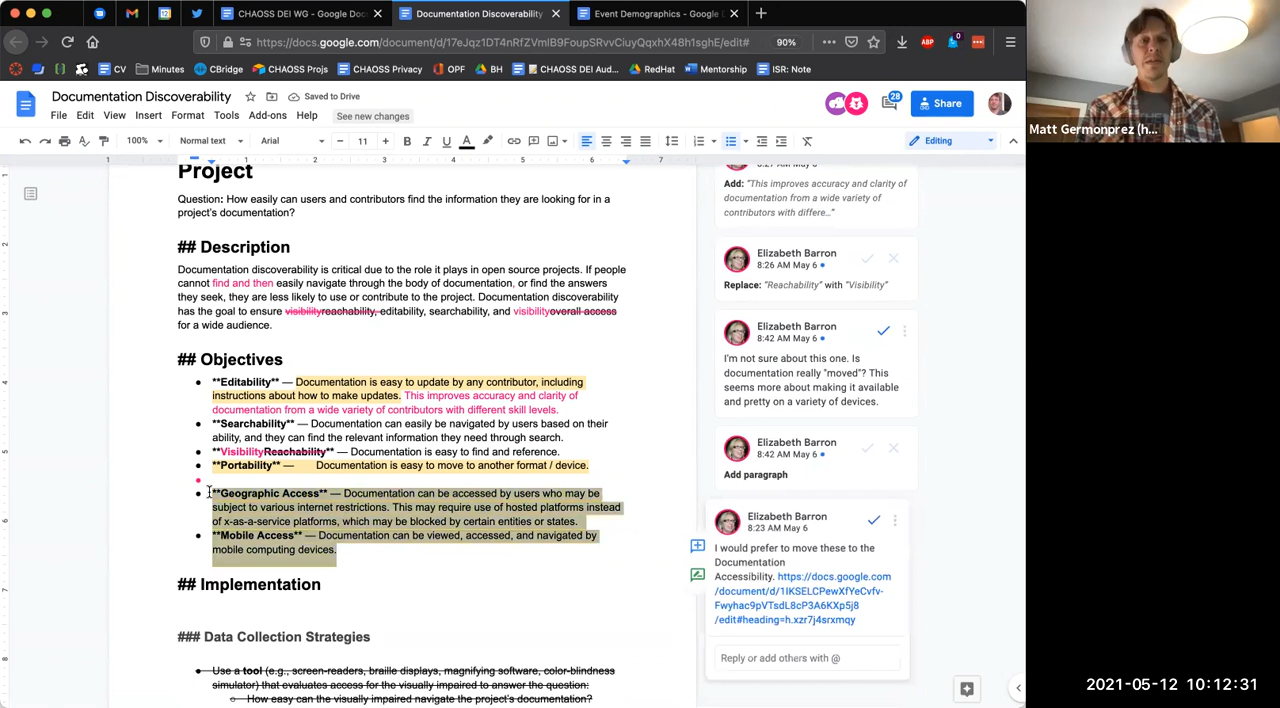 CHAOSS DEI WG - Google Doc
Documentation Discoverability
Event Demographics - Google D
https://docs.google.com/document/d/17eJqz1DT4nRfZVmIB9FoupSRvvCiuyQqxhX48h1sghE/edit#
90%
ABP
0
CV
Minutes
CBridge
CHAOSS Projs
CHAOSS Privacy
OPF
BH
CHAOSS DEI Aud...
RedHat
Mentorship
ISR: Note
Documentation Discoverability
Saved to Drive
File Edit View Insert Format Tools Add-ons Help
See new changes
28
Share
100%
Normal text
Arial
11
Editing
Project
Question: How easily can users and contributors find the information they are looking for in a
project's documentation?
## Description
Documentation discoverability is critical due to the role it plays in open source projects. If people
cannot find and then easily navigate through the body of documentation, or find the answers
they seek, they are less likely to use or contribute to the project. Documentation discoverability
has the goal to ensure visibilityreachability, editability, searchability, and visibilityoverall access
for a wide audience.
## Objectives
● **Editability** — Documentation is easy to update by any contributor, including
instructions about how to make updates. This improves accuracy and clarity of
documentation from a wide variety of contributors with different skill levels.
● **Searchability** — Documentation can easily be navigated by users based on their
ability, and they can find the relevant information they need through search.
● **VisibilityReachability** — Documentation is easy to find and reference.
● **Portability** — Documentation is easy to move to another format / device.
●
● **Geographic Access** — Documentation can be accessed by users who may be
subject to various internet restrictions. This may require use of hosted platforms instead
of x-as-a-service platforms, which may be blocked by certain entities or states.
● **Mobile Access** — Documentation can be viewed, accessed, and navigated by
mobile computing devices.
## Implementation
### Data Collection Strategies
● Use a tool (e.g., screen-readers, braille displays, magnifying software, color-blindness
simulator) that evaluates access for the visually impaired to answer the question:
○ How easy can the visually impaired navigate the project's documentation?
8:27 AM May 6
Add: "This improves accuracy and clarity of
documentation from a wide variety of
contributors with differe..."
Elizabeth Barron
8:26 AM May 6
Replace: "Reachability" with "Visibility"
Elizabeth Barron
8:42 AM May 6
I'm not sure about this one. Is
documentation really "moved"? This
seems more about making it available
and pretty on a variety of devices.
Elizabeth Barron
8:42 AM May 6
Add paragraph
Elizabeth Barron
8:23 AM May 6
I would prefer to move these to the
Documentation
Accessibility. https://docs.google.com
/document/d/1IKSELCPewXfYeCvfv-
Fwyhac9pVTsdL8cP3A6KXp5j8
/edit#heading=h.xzr7j4srxmqy
Reply or add others with @
Matt Germonprez (h...
2021-05-12 10:12:31